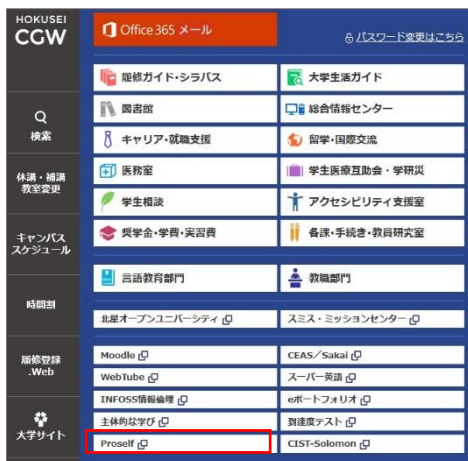 HOKUSEI
CGW
検索
休講・補講
教室変更
キャンパス
スケジュール
時間割
履修登録
.Web
大学サイト
Office 365 メール
パスワード変更はこちら
履修ガイド・シラバス
大学生活ガイド
図書館
総合情報センター
キャリア・就職支援
留学・国際交流
医務室
学生医療互助会・学研災
学生相談
アクセシビリティ支援室
奨学金・学費・実習費
各課・手続き・教員研究室
言語教育部門
教職部門
北星オープンユニバーシティ
スミス・ミッションセンター
Moodle
CEAS/Sakai
WebTube
スーパー英語
INFOSS情報倫理
eポートフォリオ
主体的な学び
到達度テスト
Proself
CIST-Solomon